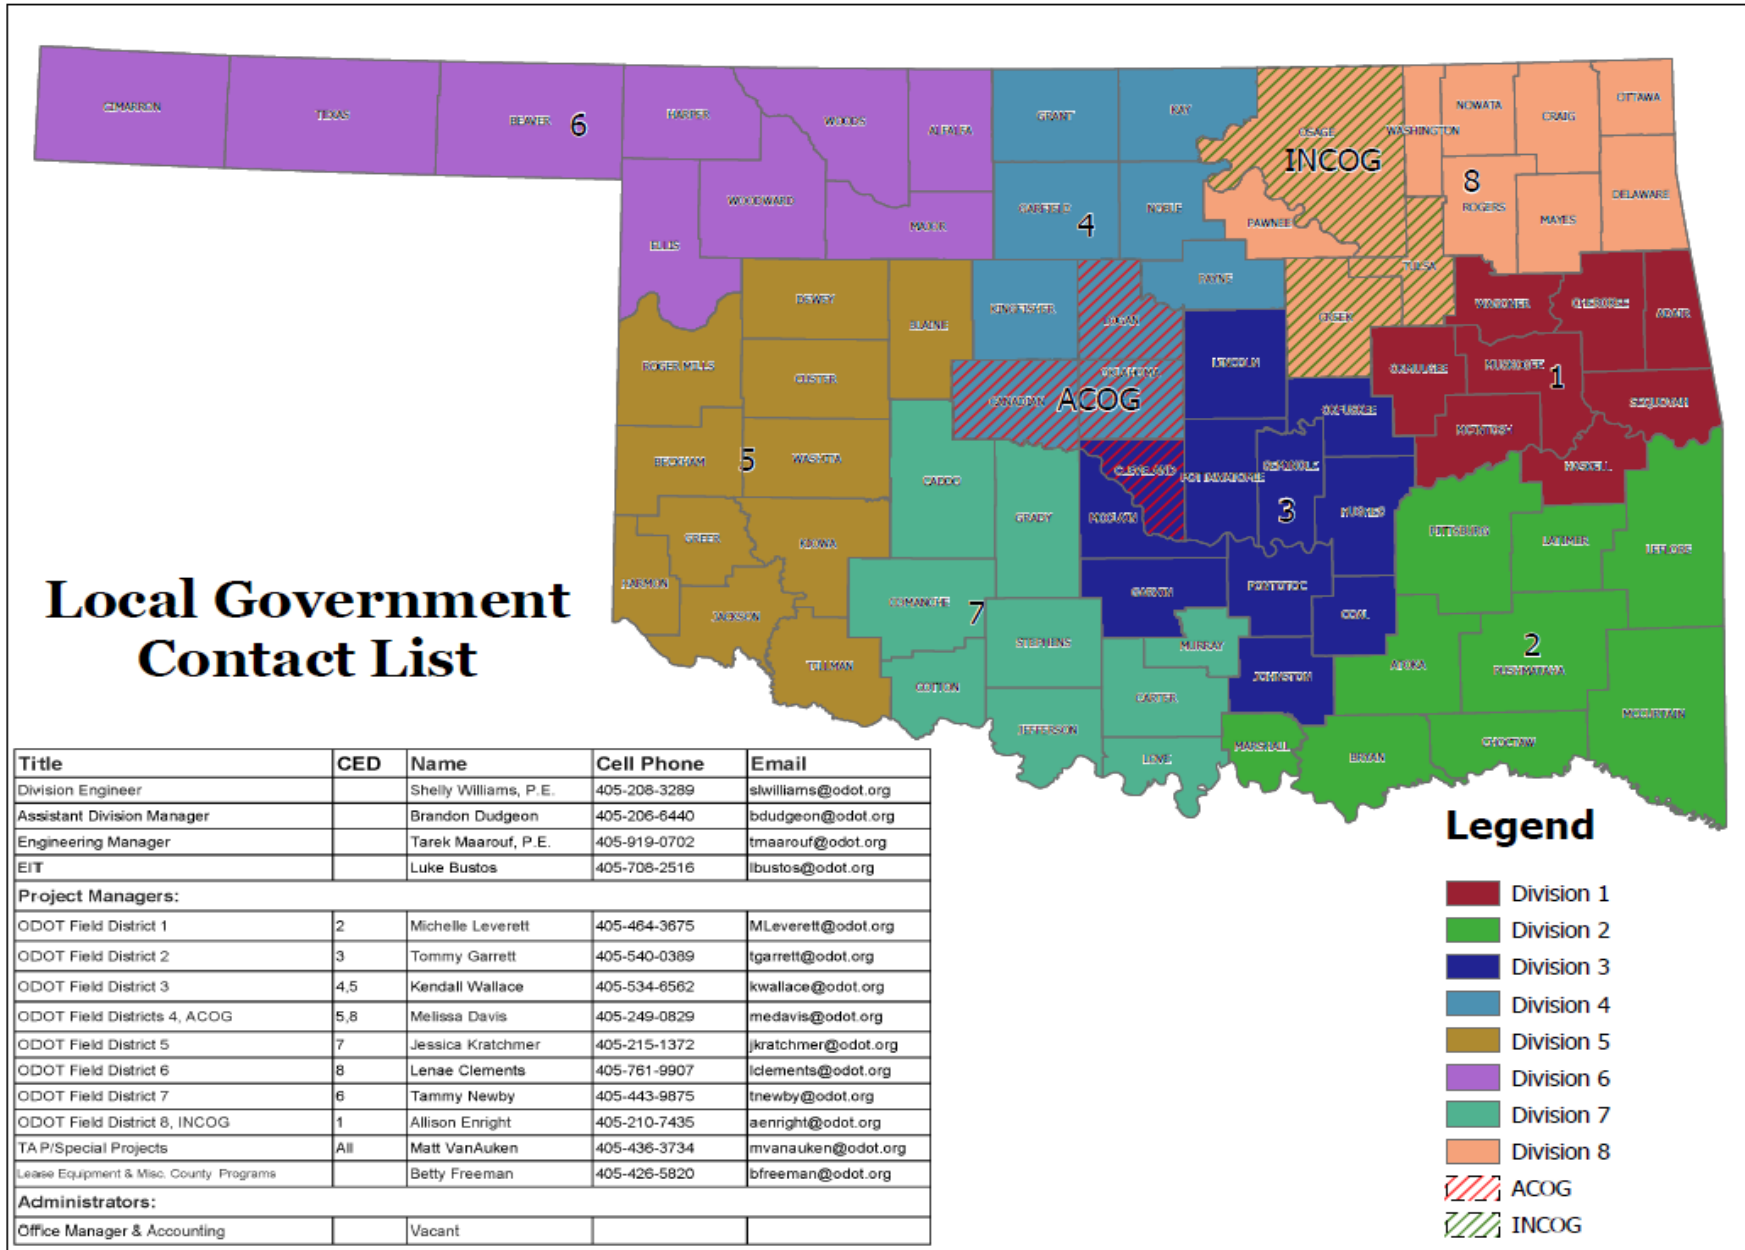 CIMARRON
TEXAS
BEAVER
6
HARPER
WOODS
ALFALFA
GRANT
KAY
OSAGE
INCOG
WASHINGTON
NOWATA
CRAIG
OTTAWA
8
ROGERS
MAYES
DELAWARE
WOODWARD
ELLIS
MAJOR
GARFIELD
4
NOBLE
PAWNEE
TULSA
PAYNE
CREEK
DEWEY
BLAINE
KINGFISHER
LOGAN
WAGONER
CHEROKEE
ADAIR
ROGER MILLS
CUSTER
CANADIAN
OKLAHOMA
ACOG
LINCOLN
OKMULGEE
MUSKOGEE
1
SEQUOYAH
OKFUSKEE
MCINTOSH
HASKELL
BECKHAM
5
WASHITA
CADDO
GRADY
CLEVELAND
MCCLAIN
POTTAWATOMIE
SEMINOLE
3
HUGHES
PITTSBURG
LATIMER
LEFLORE
GREER
KIOWA
HARMON
JACKSON
TILLMAN
COMANCHE
7
STEPHENS
COTTON
JEFFERSON
GARVIN
MURRAY
CARTER
LOVE
PONTOTOC
COAL
JOHNSTON
ATOKA
2
PUSHMATAHA
MCCURTAIN
MARSHALL
BRYAN
CHOCTAW
Local Government
Contact List
Title CED Name Cell Phone Email
Division Engineer Shelly Williams, P.E. 405-208-3289 slwilliams@odot.org
Assistant Division Manager Brandon Dudgeon 405-206-6440 bdudgeon@odot.org
Engineering Manager Tarek Maarouf, P.E. 405-919-0702 tmaarouf@odot.org
EIT Luke Bustos 405-708-2516 lbustos@odot.org
Project Managers:
ODOT Field District 1 2 Michelle Leverett 405-464-3675 MLeverett@odot.org
ODOT Field District 2 3 Tommy Garrett 405-540-0389 tgarrett@odot.org
ODOT Field District 3 4,5 Kendall Wallace 405-534-6562 kwallace@odot.org
ODOT Field Districts 4, ACOG 5,8 Melissa Davis 405-249-0829 medavis@odot.org
ODOT Field District 5 7 Jessica Kratchmer 405-215-1372 jkratchmer@odot.org
ODOT Field District 6 8 Lenae Clements 405-761-9907 lclements@odot.org
ODOT Field District 7 6 Tammy Newby 405-443-9875 tnewby@odot.org
ODOT Field District 8, INCOG 1 Allison Enright 405-210-7435 aenright@odot.org
TAP/Special Projects All Matt VanAuken 405-436-3734 mvanauken@odot.org
Lease Equipment & Misc. County Programs Betty Freeman 405-426-5820 bfreeman@odot.org
Administrators:
Office Manager & Accounting Vacant
Legend
Division 1
Division 2
Division 3
Division 4
Division 5
Division 6
Division 7
Division 8
ACOG
INCOG